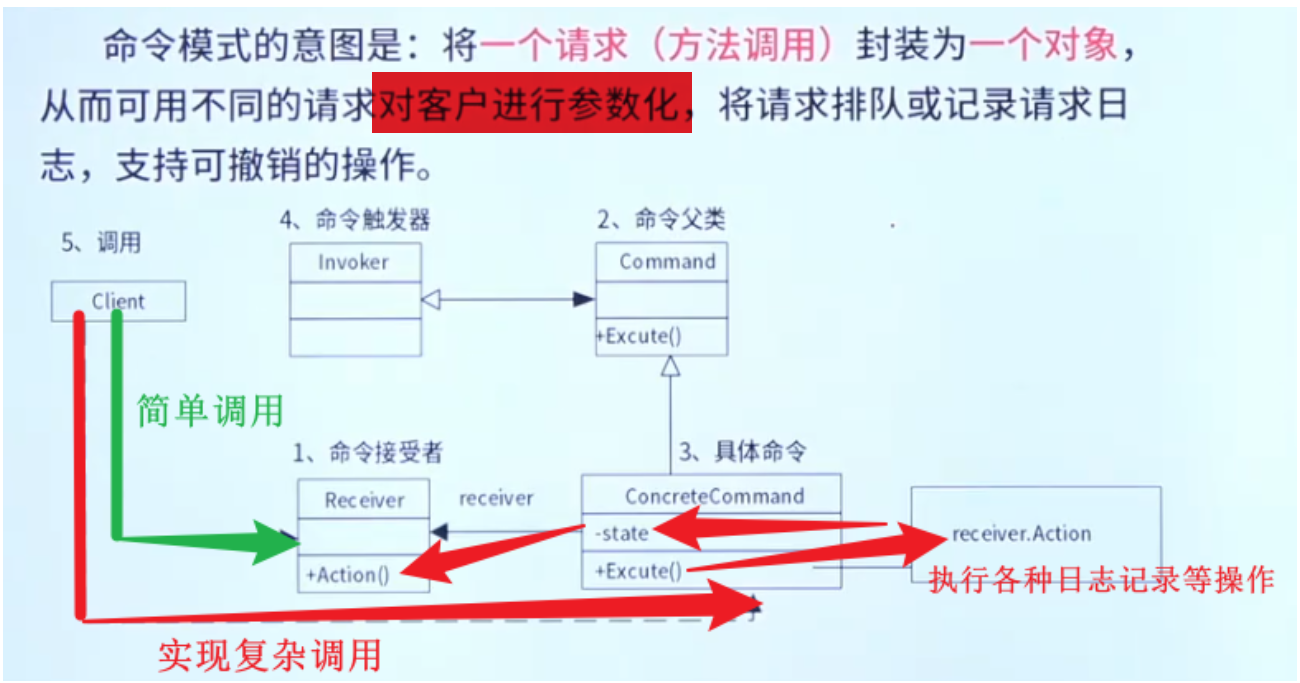 命令模式的意图是：将一个请求（方法调用）封装为一个对象，
从而可用不同的请求对客户进行参数化，将请求排队或记录请求日
志，支持可撤销的操作。
4、命令触发器
2、命令父类
5、调用
Invoker
Command
Client
+Excute()
简单调用
1、命令接受者
3、具体命令
Receiver
receiver
ConcreteCommand
-state
receiver.Action
+Action()
+Excute()
执行各种日志记录等操作
实现复杂调用